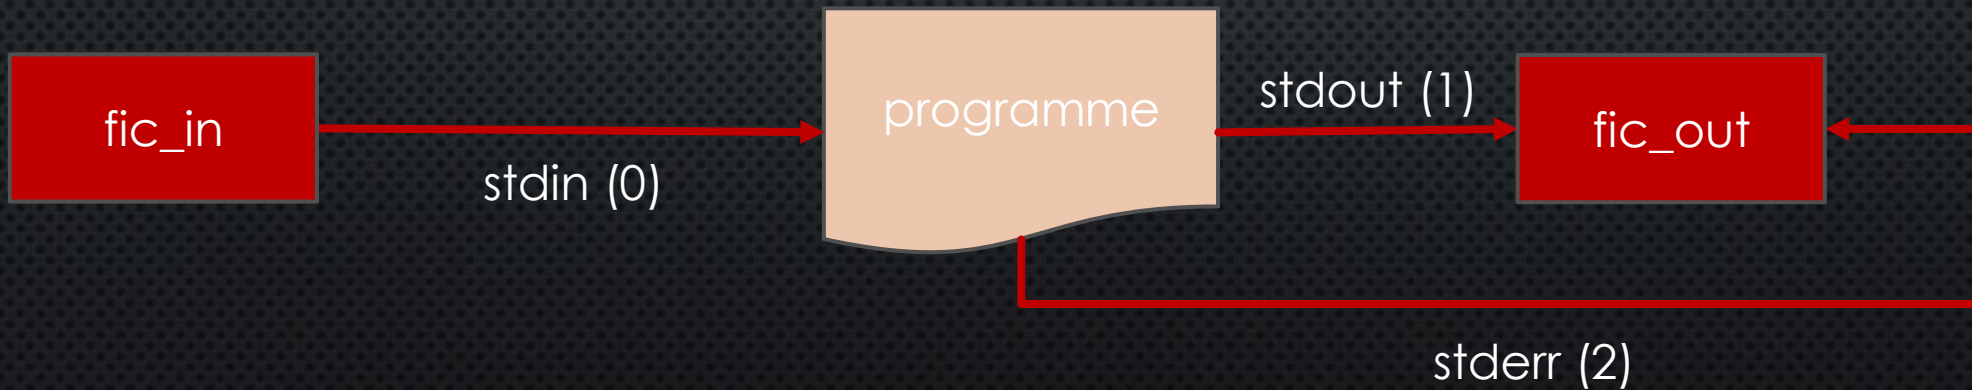 fic_in
stdin (0)
programme
stdout (1)
fic_out
stderr (2)